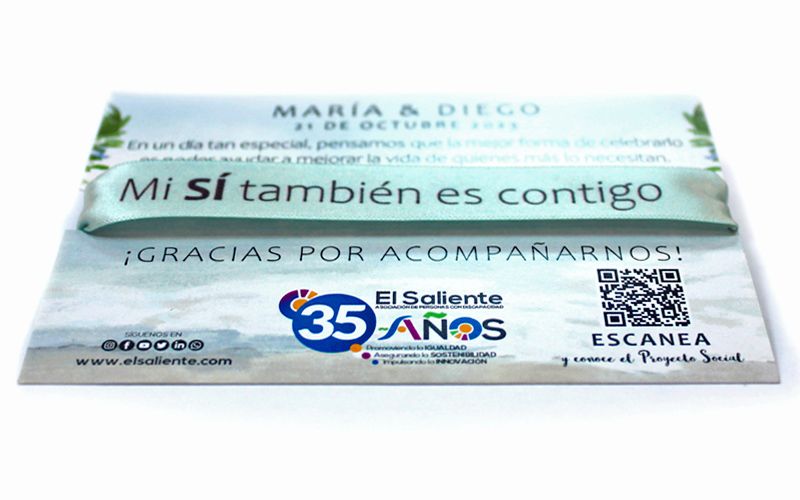 MARÍA & DIEGO
21 DE OCTUBRE 2023
En un día tan especial, pensamos que la mejor forma de celebrarlo
es poder ayudar a mejorar la vida de quienes más lo necesitan.
Mi SÍ también es contigo
¡GRACIAS POR ACOMPAÑARNOS!
El Saliente
ASOCIACIÓN DE PERSONAS CON DISCAPACIDAD
35 AÑOS
Promoviendo la IGUALDAD
Asegurando la SOSTENIBILIDAD
Impulsando la INNOVACIÓN
SÍGUENOS EN
www.elsaliente.com
ESCANEA
y conoce el Proyecto Social